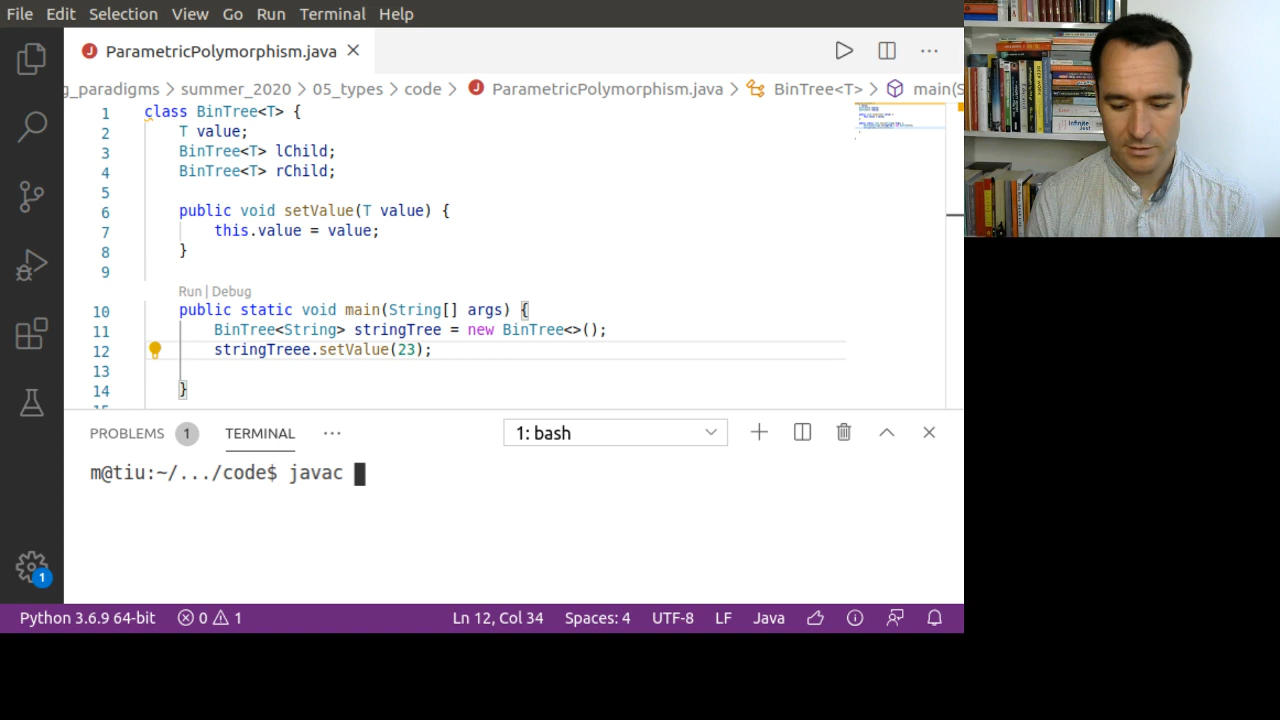 File Edit Selection View Go Run Terminal Help
ParametricPolymorphism.java
g_paradigms > summer_2020 > 05_types > code > ParametricPolymorphism.java > BinTree<T> > main(S
1 class BinTree<T> {
2 T value;
3 BinTree<T> lChild;
4 BinTree<T> rChild;
5
6 public void setValue(T value) {
7 this.value = value;
8 }
9
Run | Debug
10 public static void main(String[] args) {
11 BinTree<String> stringTree = new BinTree<>();
12 stringTreee.setValue(23);
13
14 }
15
PROBLEMS 1 TERMINAL ...
1: bash
m@tiu:~/.../code$ javac
1
Python 3.6.9 64-bit 0 1 Ln 12, Col 34 Spaces: 4 UTF-8 LF Java
Infinite Jest